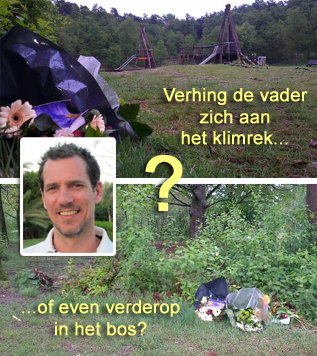 Verhing de vader
zich aan
het klimrek...
?
...of even verderop
in het bos?